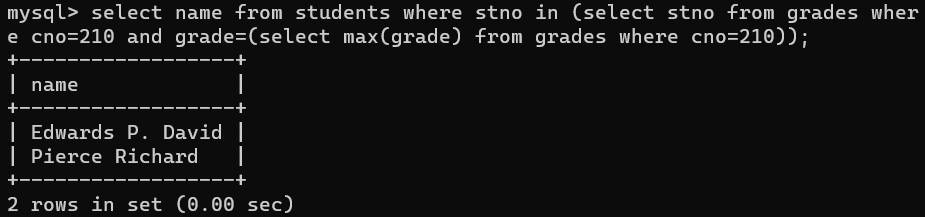 mysql> select name from students where stno in (select stno from grades wher
e cno=210 and grade=(select max(grade) from grades where cno=210));
+------------------+
| name             |
+------------------+
| Edwards P. David |
| Pierce Richard   |
+------------------+
2 rows in set (0.00 sec)